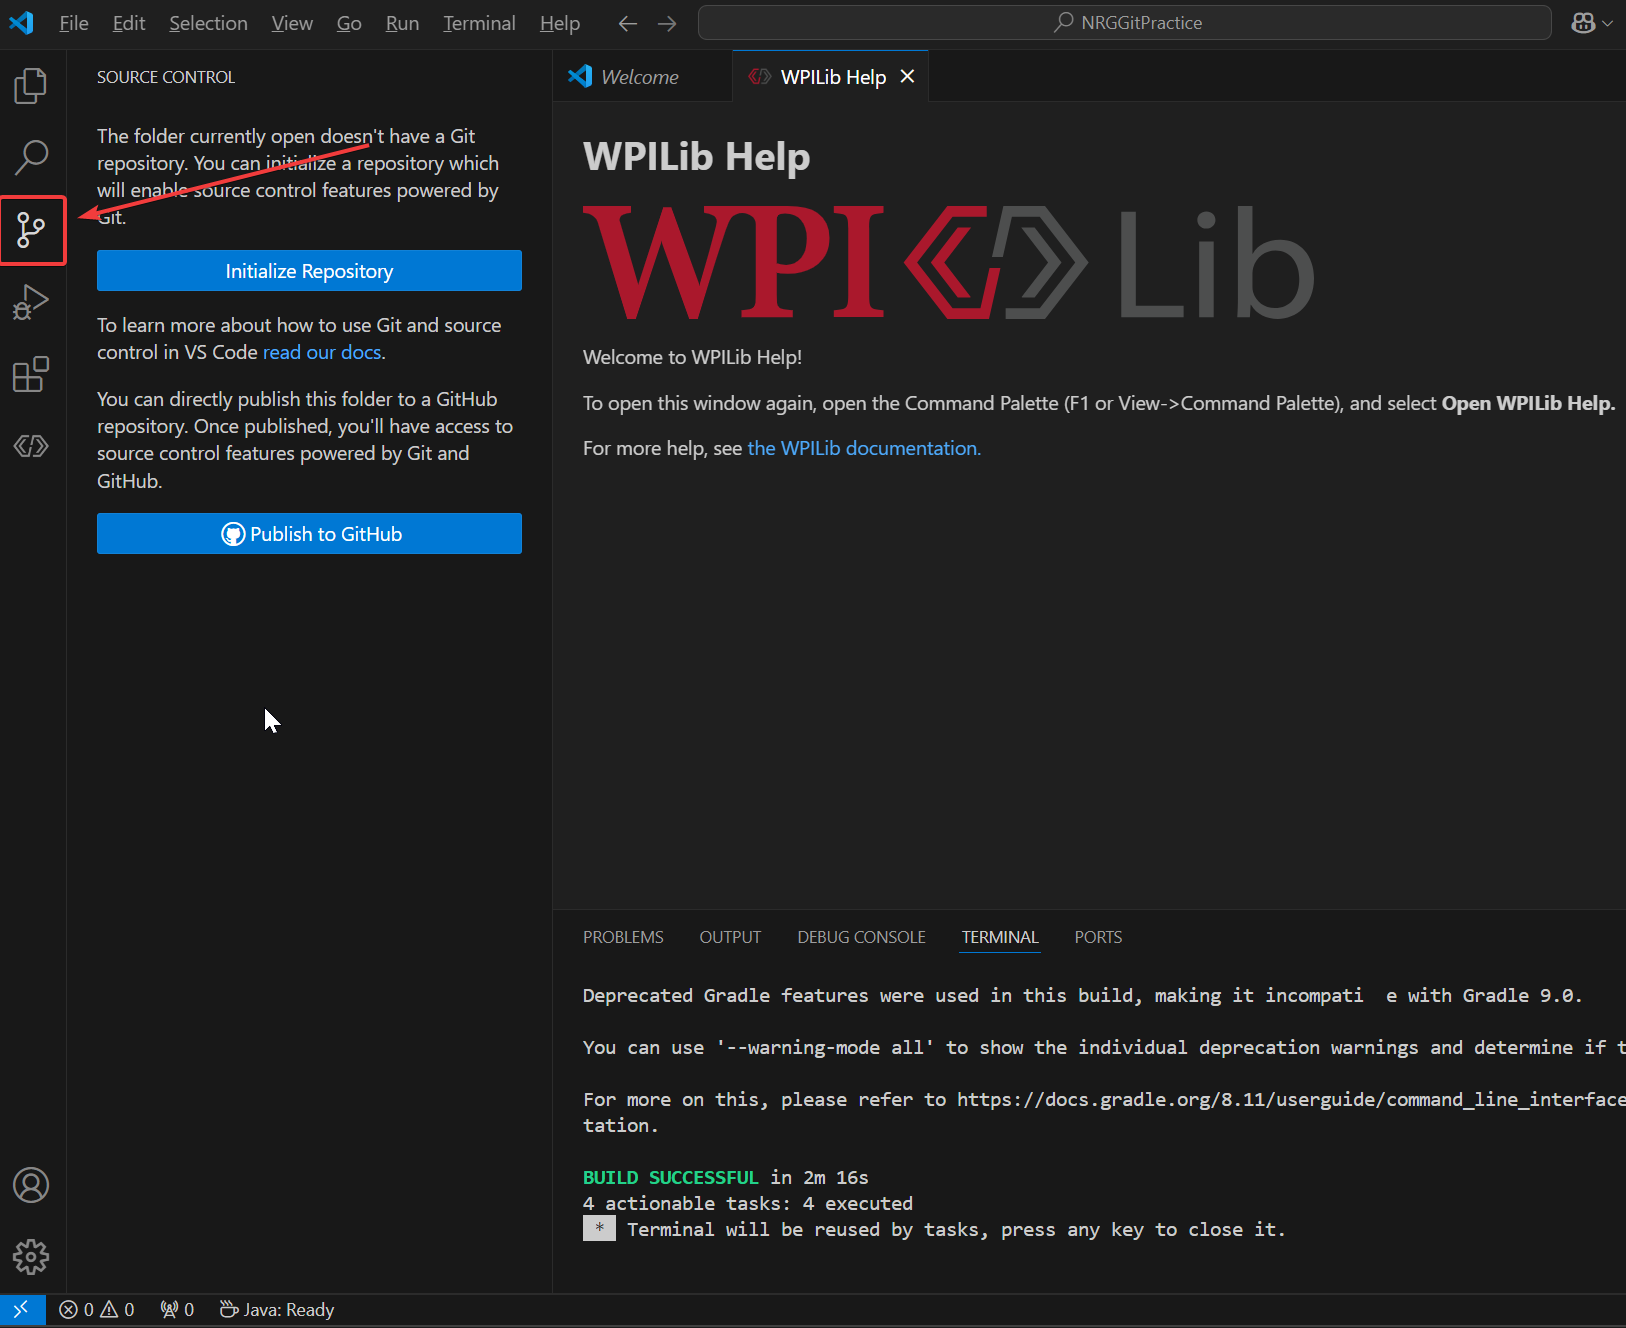 File Edit Selection View Go Run Terminal Help
NRGGitPractice
SOURCE CONTROL
The folder currently open doesn't have a Git
repository. You can initialize a repository which
will enable source control features powered by
Git.
Initialize Repository
To learn more about how to use Git and source
control in VS Code read our docs.
You can directly publish this folder to a GitHub
repository. Once published, you'll have access to
source control features powered by Git and
GitHub.
Publish to GitHub
Welcome
WPILib Help
WPILib Help
WPI Lib
Welcome to WPILib Help!
To open this window again, open the Command Palette (F1 or View->Command Palette), and select Open WPILib Help.
For more help, see the WPILib documentation.
PROBLEMS OUTPUT DEBUG CONSOLE TERMINAL PORTS
Deprecated Gradle features were used in this build, making it incompati e with Gradle 9.0.
You can use '--warning-mode all' to show the individual deprecation warnings and determine if t
For more on this, please refer to https://docs.gradle.org/8.11/userguide/command_line_interface
tation.
BUILD SUCCESSFUL in 2m 16s
4 actionable tasks: 4 executed
* Terminal will be reused by tasks, press any key to close it.
0 0 0 Java: Ready